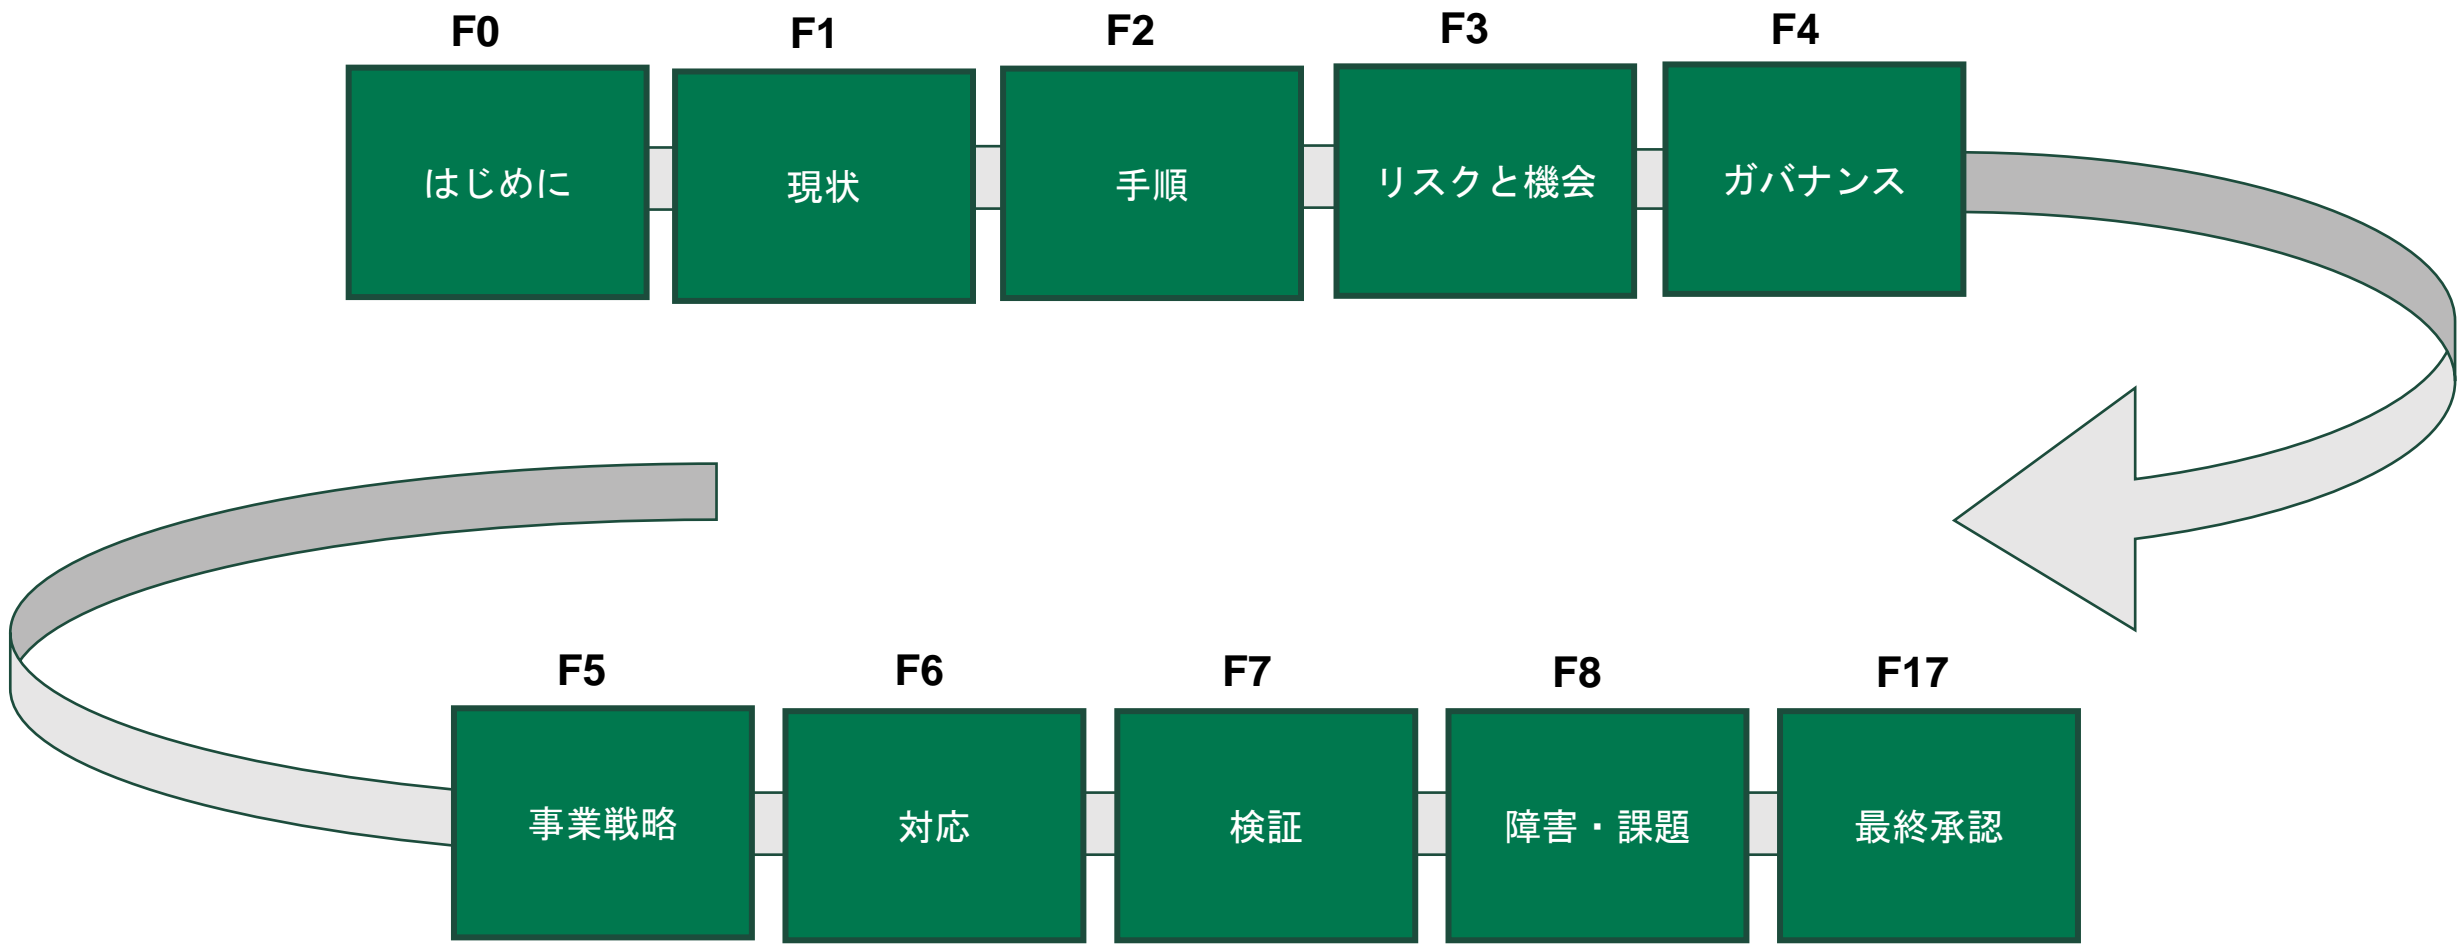 F0
はじめに
F1
現状
F2
手順
F3
リスクと機会
F4
ガバナンス
F5
事業戦略
F6
対応
F7
検証
F8
障害・課題
F17
最終承認